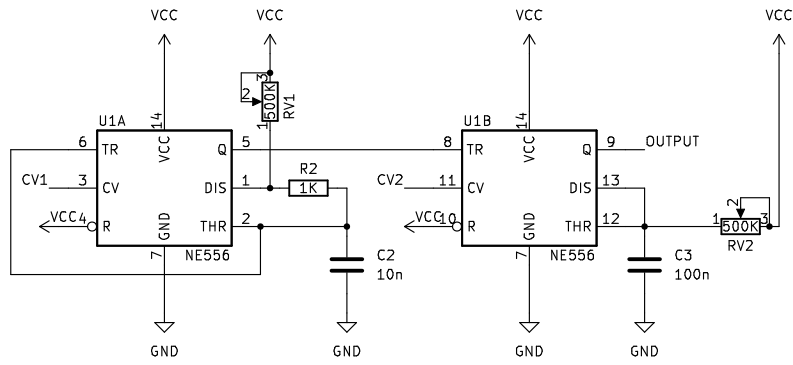 VCC
VCC
VCC
VCC
U1A
14
VCC
3
2
500K
1
RV1
6
TR
Q
5
CV1
3
CV
DIS
1
R2
1K
VCC
4
R
GND
THR
2
7
NE556
C2
10n
GND
GND
U1B
14
VCC
8
TR
Q
9
OUTPUT
CV2
11
CV
DIS
13
VCC
10
R
GND
THR
12
7
NE556
1
2
500K
3
RV2
C3
100n
GND
GND